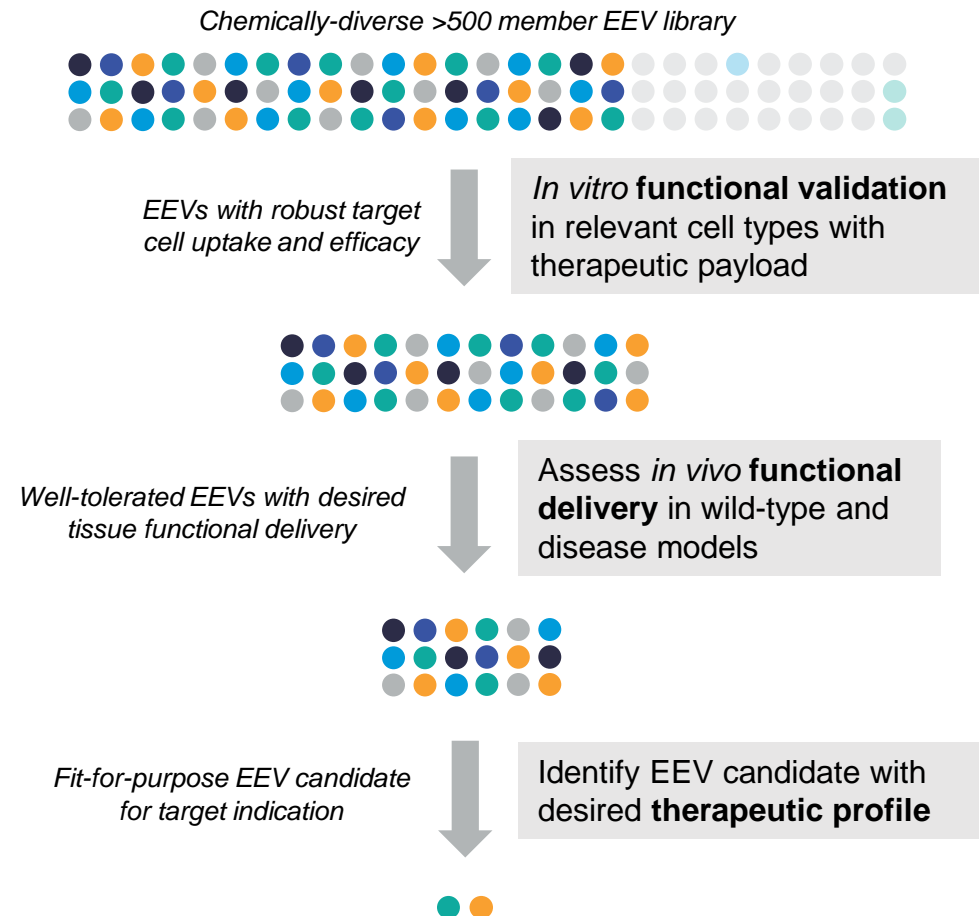 Chemically-diverse >500 member EEV library
EEVs with robust target
cell uptake and efficacy
In vitro functional validation
in relevant cell types with
therapeutic payload
Well-tolerated EEVs with desired
tissue functional delivery
Assess in vivo functional
delivery in wild-type and
disease models
Fit-for-purpose EEV candidate
for target indication
Identify EEV candidate with
desired therapeutic profile